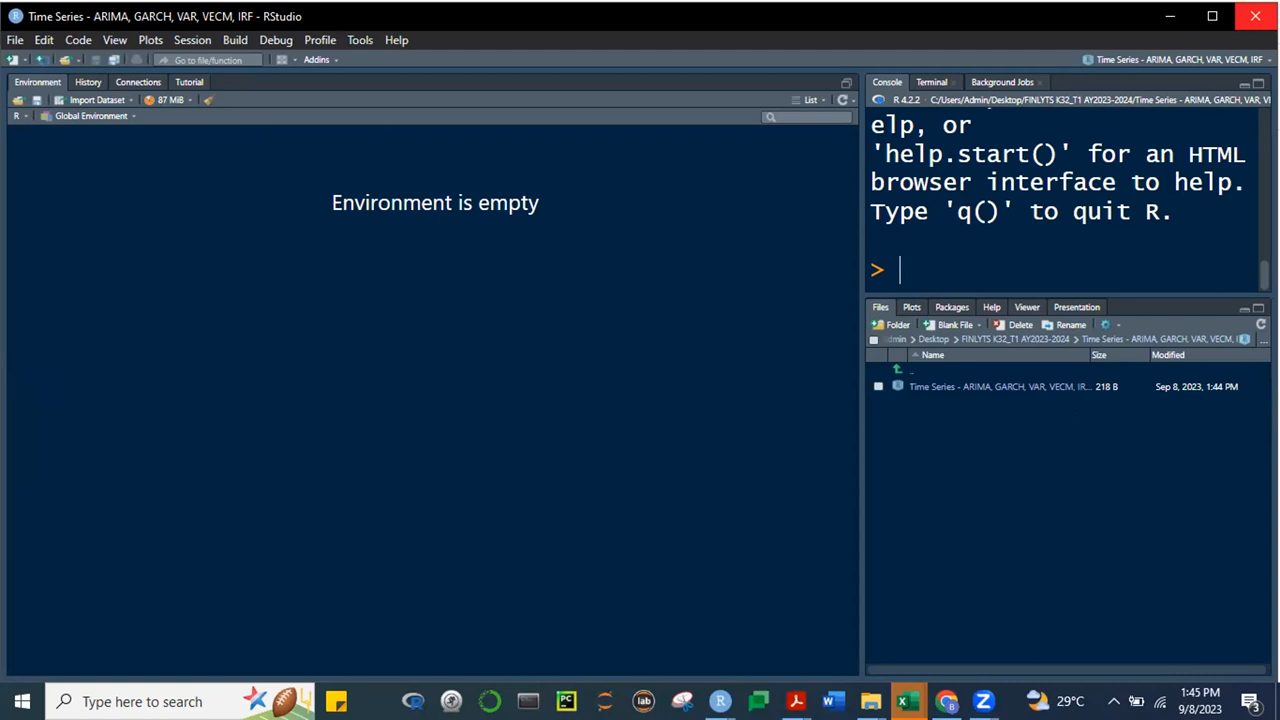 Time Series - ARIMA, GARCH, VAR, VECM, IRF - RStudio
File Edit Code View Plots Session Build Debug Profile Tools Help
Go to file/function Addins Time Series - ARIMA, GARCH, VAR, VECM, IRF
Environment History Connections Tutorial
Import Dataset 87 MiB List
R Global Environment
Environment is empty
Console Terminal Background Jobs
R 4.2.2 C:/Users/Admin/Desktop/FINLYTS K32_T1 AY2023-2024/Time Series - ARIMA, GARCH, VAR, V
elp, or
'help.start()' for an HTML
browser interface to help.
Type 'q()' to quit R.
>
Files Plots Packages Help Viewer Presentation
Folder Blank File Delete Rename
dmin Desktop FINLYTS K32_T1 AY2023-2024 Time Series - ARIMA, GARCH, VAR, VECM, I ...
Name Size Modified
..
Time Series - ARIMA, GARCH, VAR, VECM, IR... 218 B Sep 8, 2023, 1:44 PM
Type here to search PC lab 29°C 1:45 PM
9/8/2023 3